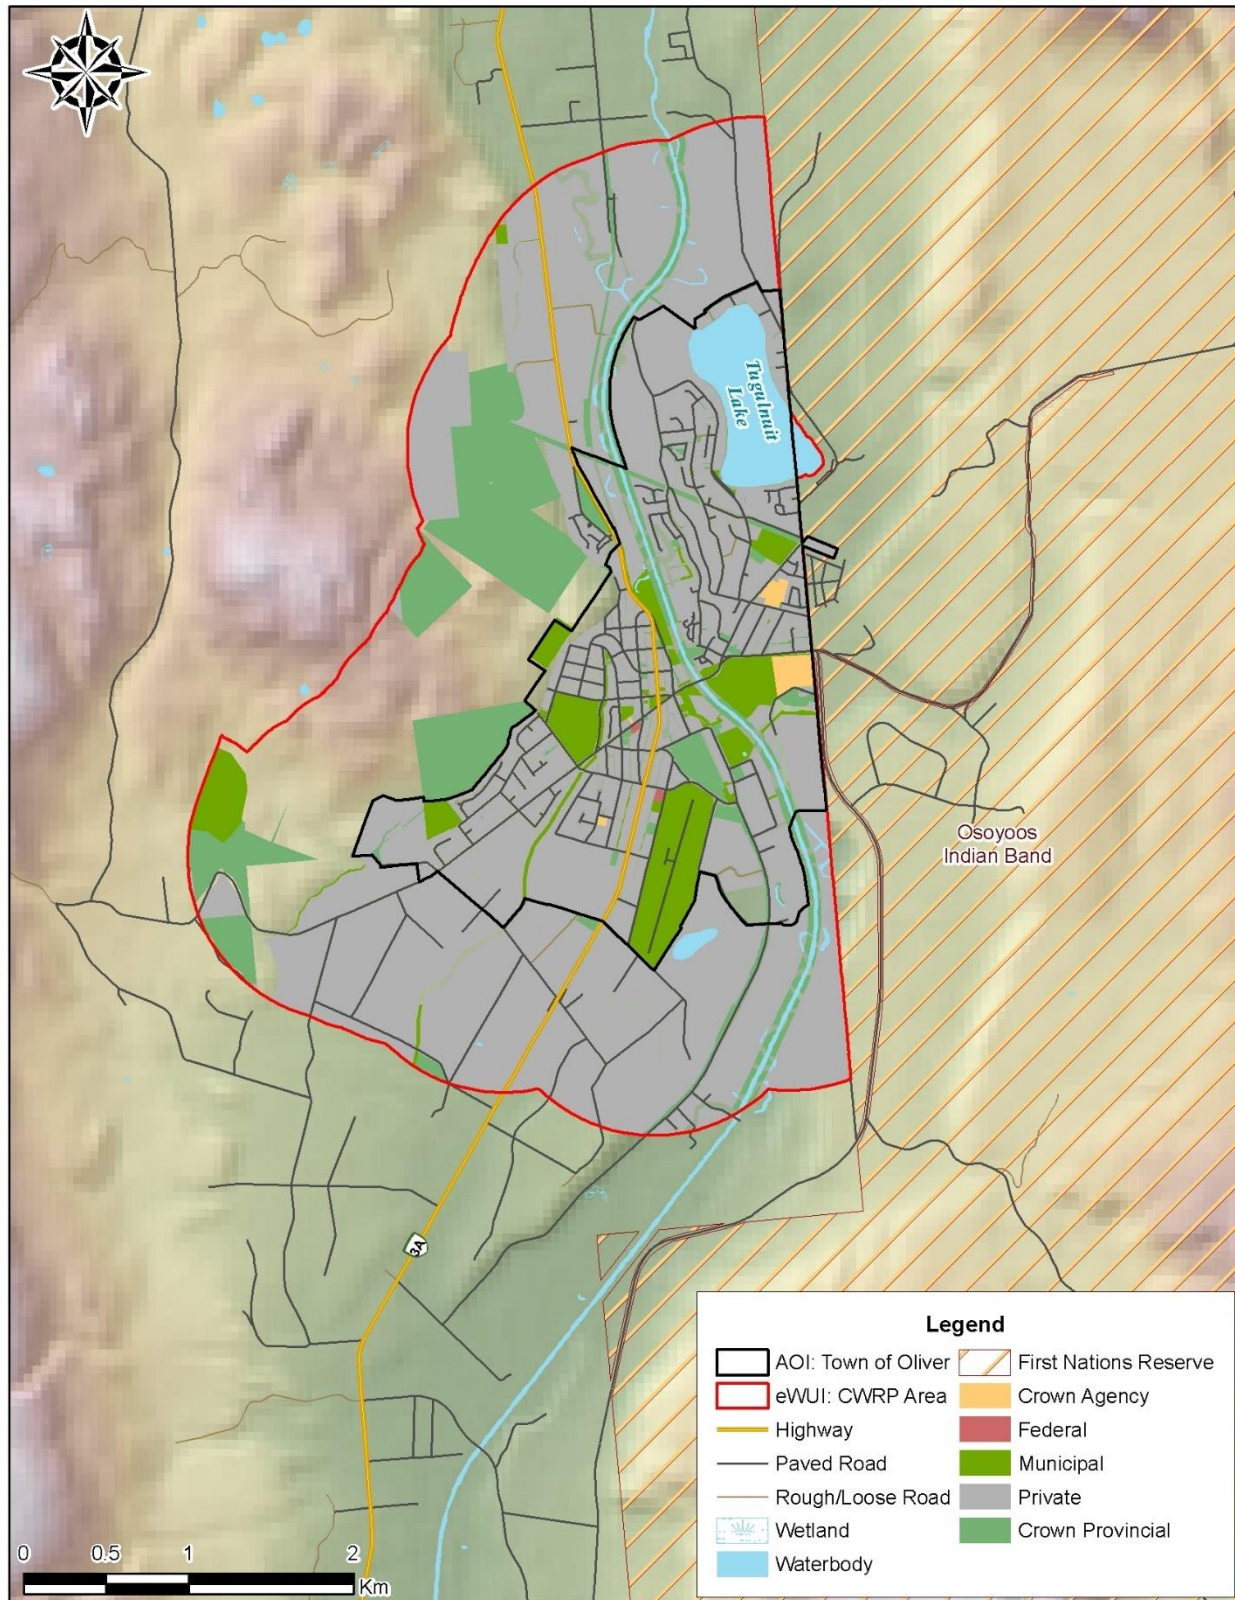 Tugulnuit
Lake
Osoyoos
Indian Band
3A
Legend
AOI: Town of Oliver
First Nations Reserve
eWUI: CWRP Area
Crown Agency
Highway
Federal
Paved Road
Municipal
Rough/Loose Road
Private
Wetland
Crown Provincial
Waterbody
0 0.5 1 2
Km